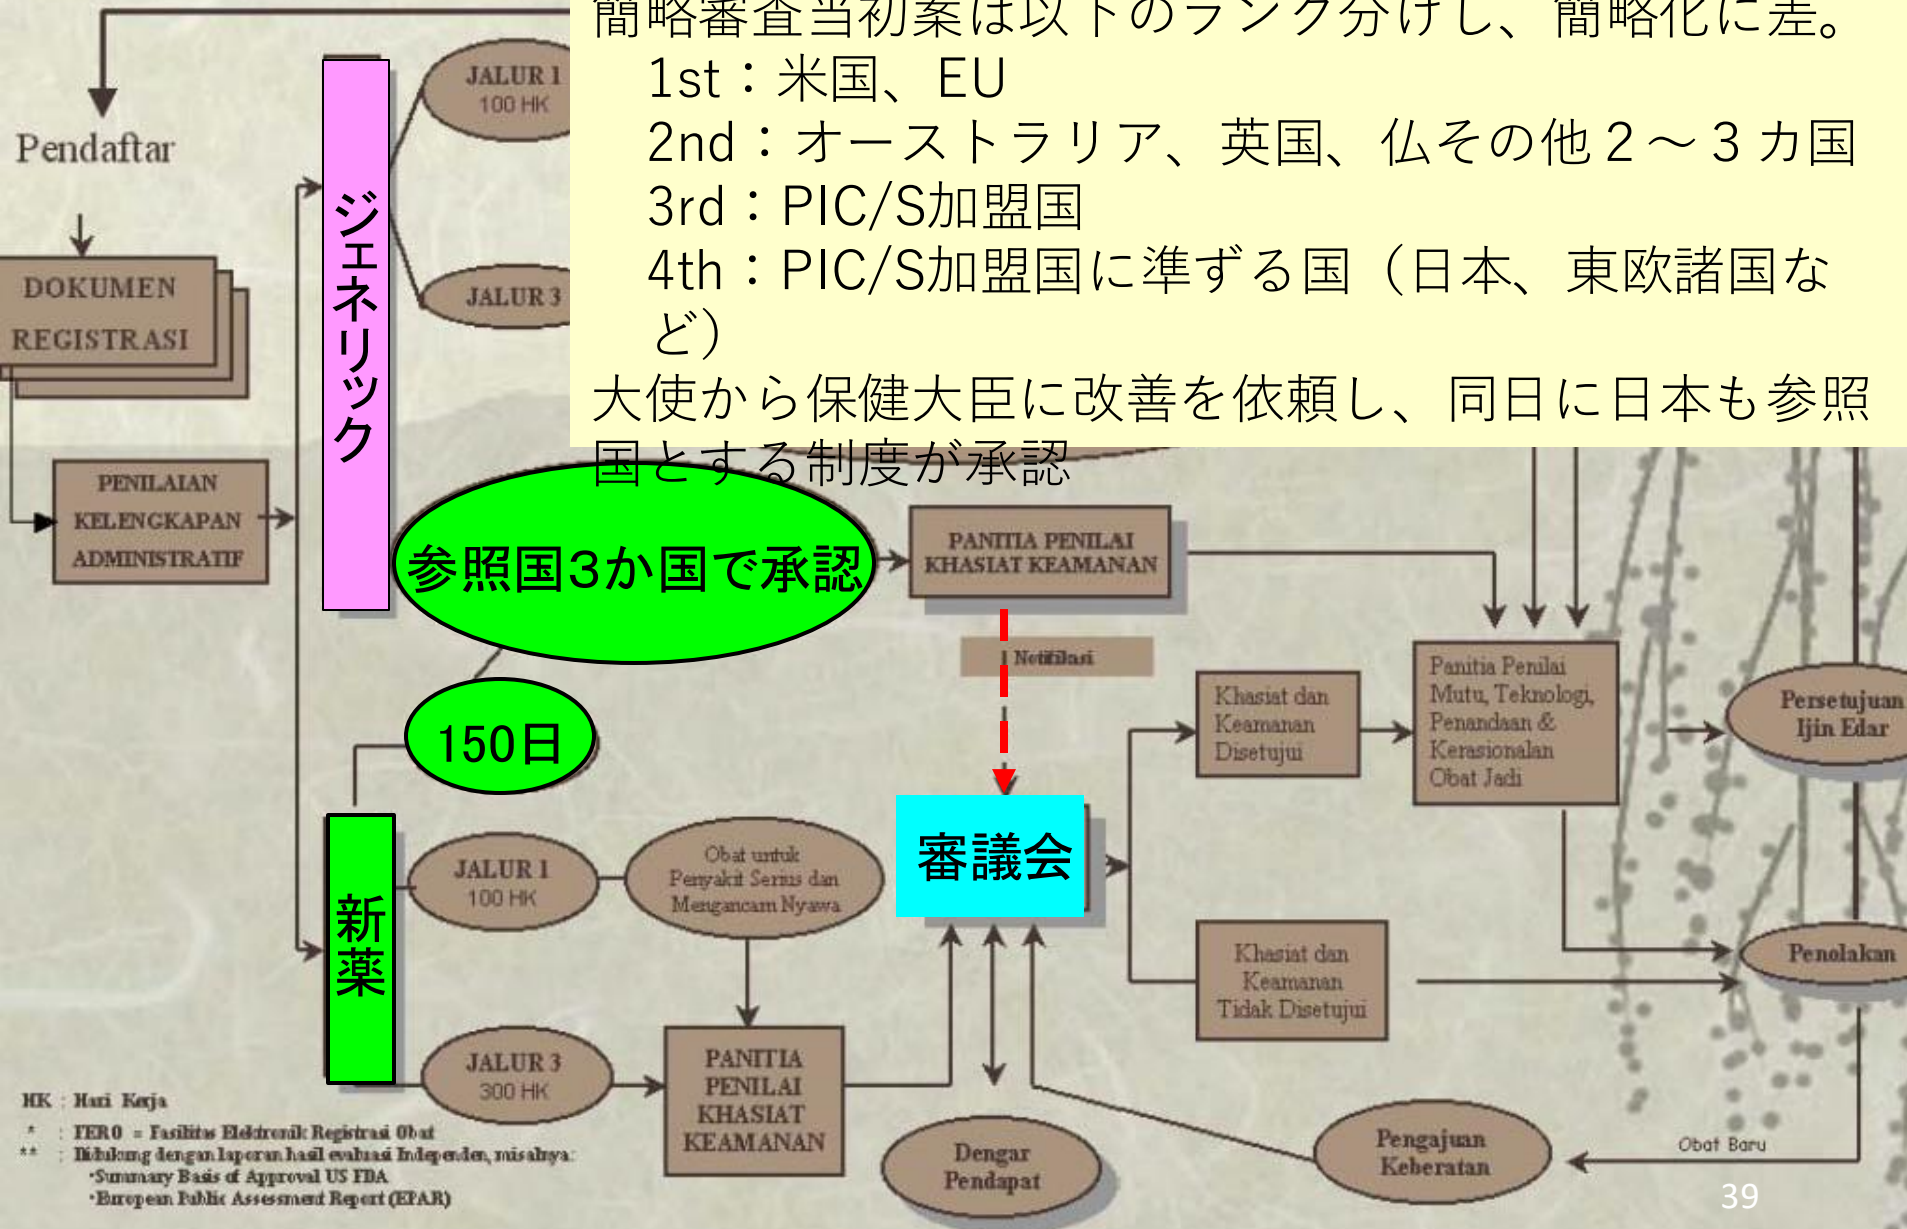 簡略審査当初案は以下のランク分けし、簡略化に差。
1st：米国、EU
2nd：オーストラリア、英国、仏その他２～３カ国
3rd：PIC/S加盟国
4th：PIC/S加盟国に準ずる国（日本、東欧諸国な
ど）
大使から保健大臣に改善を依頼し、同日に日本も参照
国とする制度が承認
Pendaftar
DOKUMEN
REGISTRASI
PENILAIAN
KELENGKAPAN
ADMINISTRATIF
ジェネリック
JALUR 1
100 HK
JALUR 3
参照国3か国で承認
150日
新薬
JALUR 1
100 HK
Obat untuk
Penyakit Serius dan
Mengancam Nyawa
JALUR 3
300 HK
PANITIA
PENILAI
KHASIAT
KEAMANAN
PANITIA PENILAI
KHASIAT KEAMANAN
Notifikasi
審議会
Dengar
Pendapat
Khasiat dan
Keamanan
Disetujui
Khasiat dan
Keamanan
Tidak Disetujui
Panitia Penilai
Mutu, Teknologi,
Penandaan &
Kerasionalan
Obat Jadi
Persetujuan
Ijin Edar
Penolakan
Pengajuan
Keberatan
Obat Baru
HK : Hari Kerja
* : FERO = Fasilitas Elektronik Registrasi Obat
** : Didukung dengan laporan hasil evaluasi Independen, misalnya:
•Summary Basis of Approval US FDA
•European Public Assessment Report (EPAR)
39